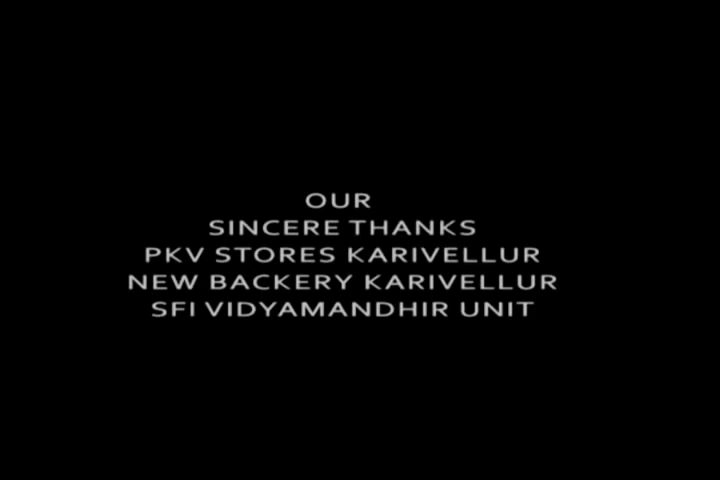 OUR
SINCERE THANKS
PKV STORES KARIVELLUR
NEW BACKERY KARIVELLUR
SFI VIDYAMANDHIR UNIT